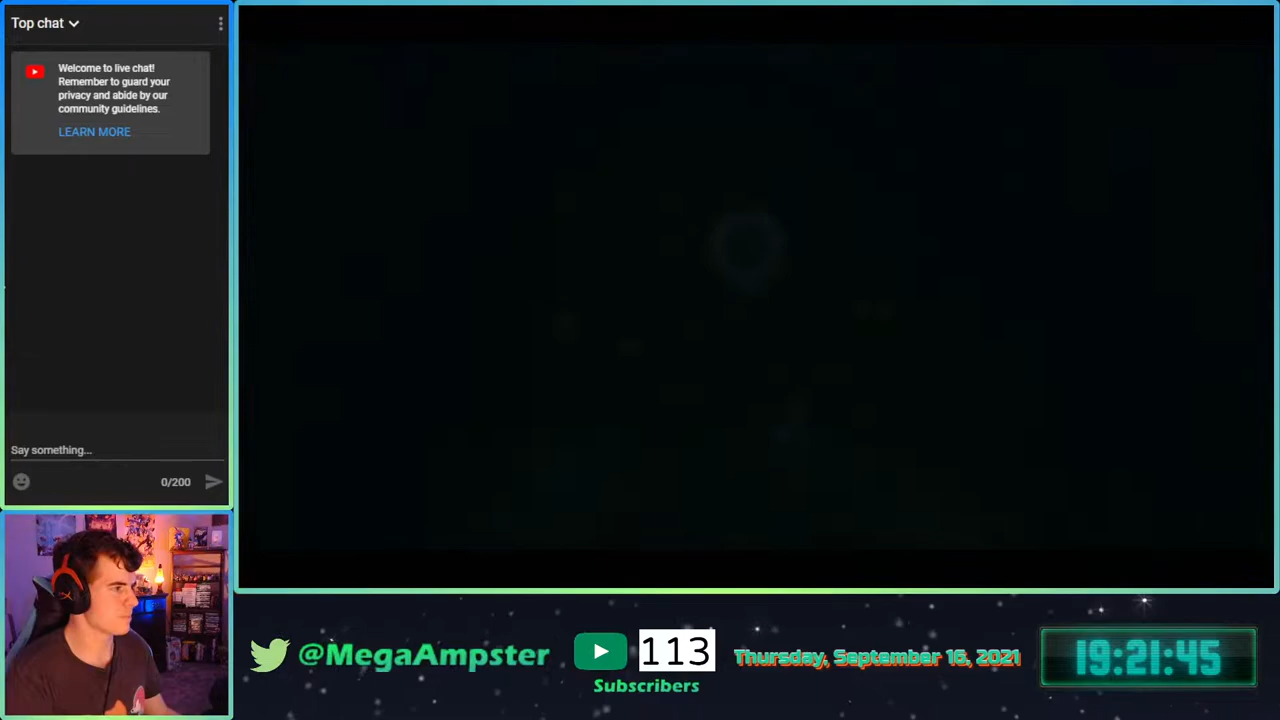 Top chat
Welcome to live chat!
Remember to guard your
privacy and abide by our
community guidelines.
LEARN MORE
Say something...
0/200
@MegaAmpster
113
Subscribers
Thursday, September 16, 2021
19:21:45